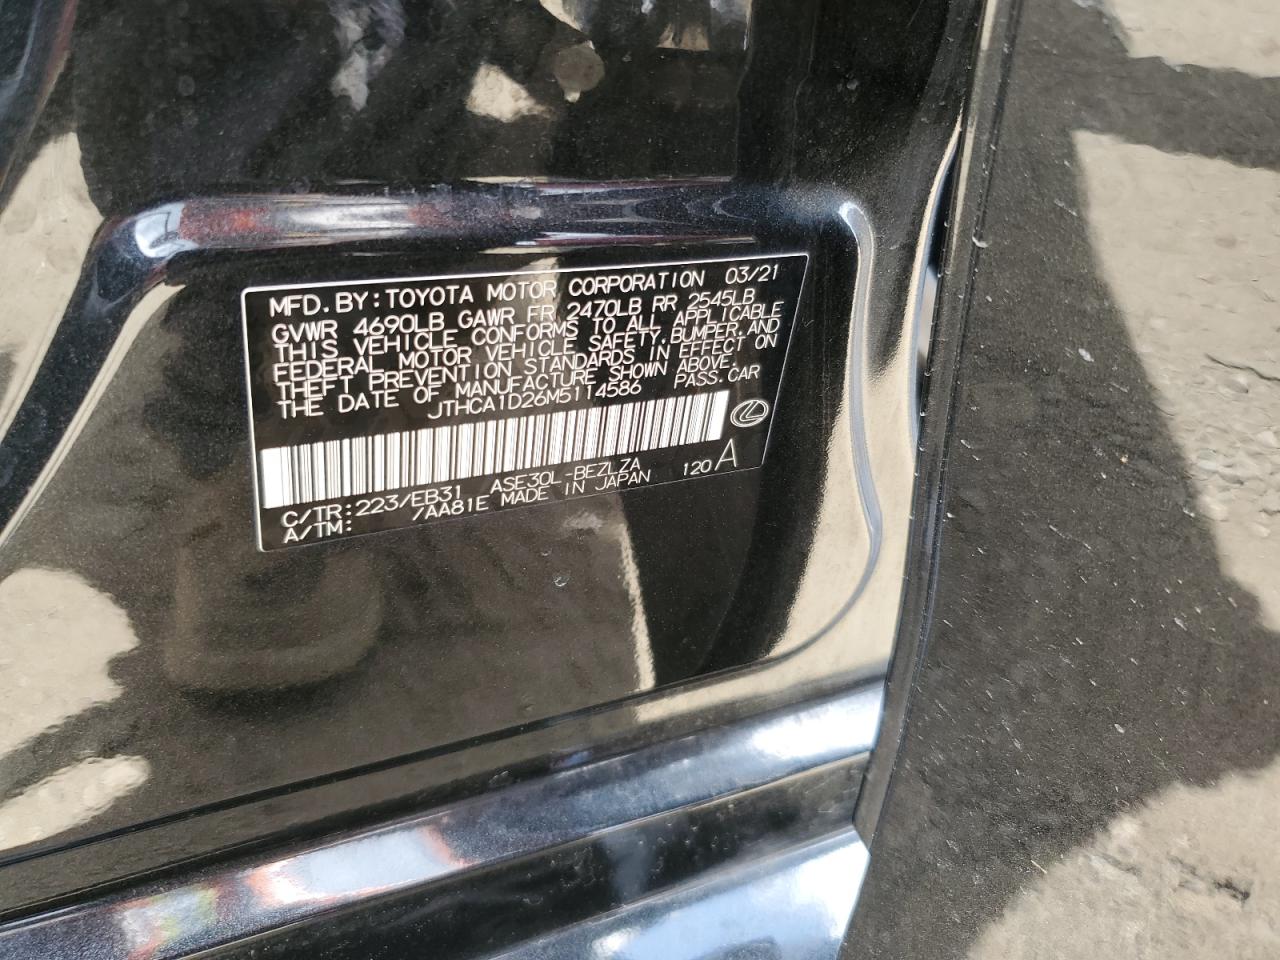 MFD.BY:TOYOTA MOTOR CORPORATION 03/21
GVWR 4690LB GAWR FR 2470LB RR 2545LB
THIS VEHICLE CONFORMS TO ALL APPLICABLE
FEDERAL MOTOR VEHICLE SAFETY,BUMPER,AND
THEFT PREVENTION STANDARDS IN EFFECT ON
THE DATE OF MANUFACTURE SHOWN ABOVE.
JTHCA1D26M5114586 PASS.CAR
C/TR:223/EB31 ASE30L-BEZLZA 120 A
A/TM: /AA81E MADE IN JAPAN